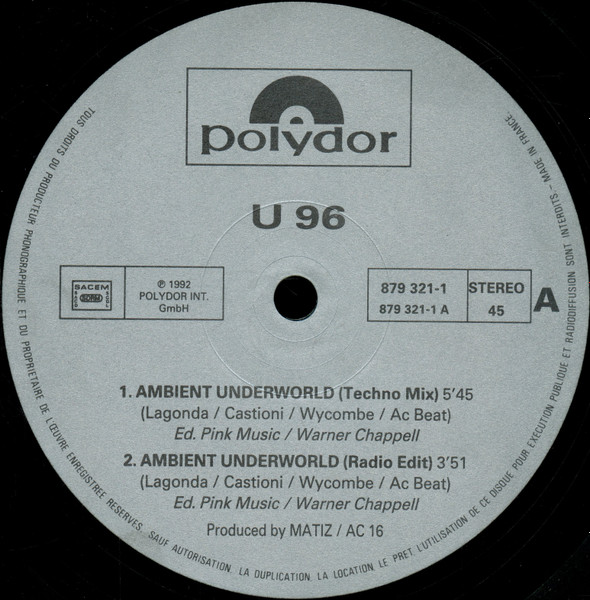 polydor
U 96
SACEM
SACD
SDRM
SGDL
℗ 1992
POLYDOR INT.
GmbH
879 321-1
879 321-1 A
STEREO
45
A
1. AMBIENT UNDERWORLD (Techno Mix) 5'45
(Lagonda / Castioni / Wycombe / Ac Beat)
Ed. Pink Music / Warner Chappell
2. AMBIENT UNDERWORLD (Radio Edit) 3'51
(Lagonda / Castioni / Wycombe / Ac Beat)
Ed. Pink Music / Warner Chappell
Produced by MATIZ / AC 16
TOUS DROITS DU PRODUCTEUR PHONOGRAPHIQUE ET DU PROPRIETAIRE DE L'ŒUVRE ENREGISTREE RESERVES. SAUF AUTORISATION, LA DUPLICATION, LA LOCATION, LE PRET, L'UTILISATION DE CE DISQUE POUR EXECUTION PUBLIQUE ET RADIODIFFUSION SONT INTERDITS - MADE IN FRANCE.